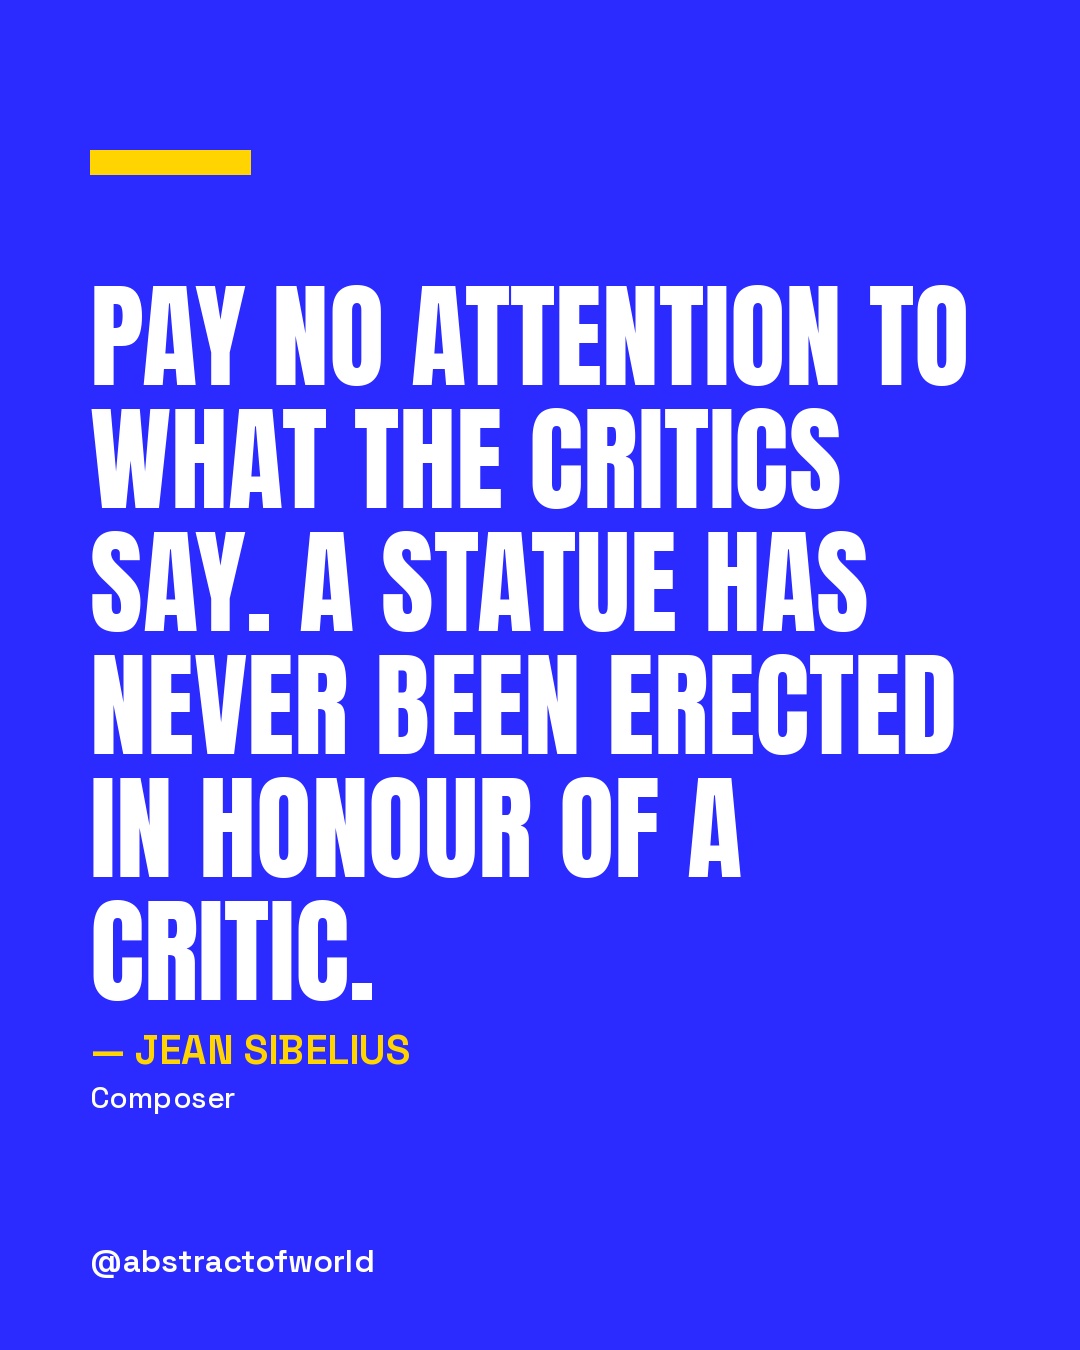 PAY NO ATTENTION TO
WHAT THE CRITICS
SAY. A STATUE HAS
NEVER BEEN ERECTED
IN HONOUR OF A
CRITIC.
— JEAN SIBELIUS
Composer
@abstractofworld